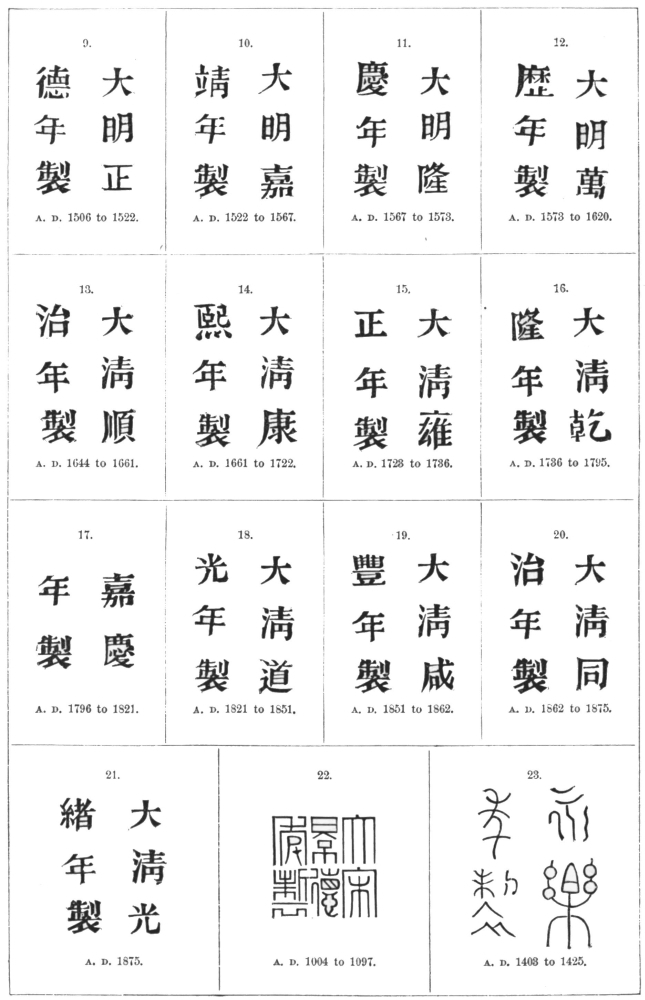 9.
大明正
德年製
A. D. 1506 to 1522.
10.
大明嘉
靖年製
A. D. 1522 to 1567.
11.
大明隆
慶年製
A. D. 1567 to 1573.
12.
大明萬
歷年製
A. D. 1573 to 1620.
13.
大清順
治年製
A. D. 1644 to 1661.
14.
大清康
熙年製
A. D. 1661 to 1722.
15.
大清雍
正年製
A. D. 1723 to 1736.
16.
大清乾
隆年製
A. D. 1736 to 1795.
17.
嘉慶
年製
A. D. 1796 to 1821.
18.
大清道
光年製
A. D. 1821 to 1851.
19.
大清咸
豐年製
A. D. 1851 to 1862.
20.
大清同
治年製
A. D. 1862 to 1875.
21.
大清光
緒年製
A. D. 1875.
22.
大宋
景德
年製
A. D. 1004 to 1097.
23.
永樂
年製
A. D. 1403 to 1425.